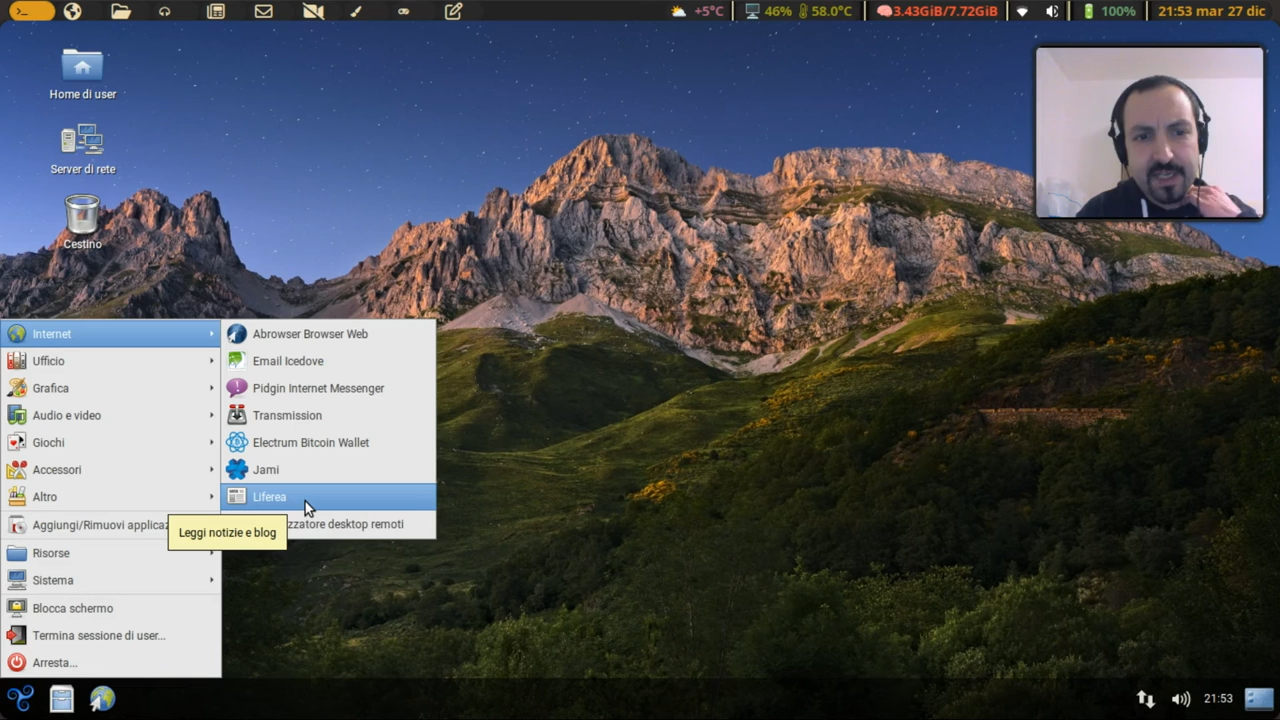 >_
+5°C
46%
58.0°C
3.43GiB/7.72GiB
100%
21:53 mar 27 dic
Home di user
Server di rete
Cestino
Internet
Ufficio
Grafica
Audio e video
Giochi
Accessori
Altro
Aggiungi/Rimuovi applicaz
Risorse
Sistema
Blocca schermo
Termina sessione di user...
Arresta...
Abrowser Browser Web
Email Icedove
Pidgin Internet Messenger
Transmission
Electrum Bitcoin Wallet
Jami
Liferea
zzatore desktop remoti
Leggi notizie e blog
21:53